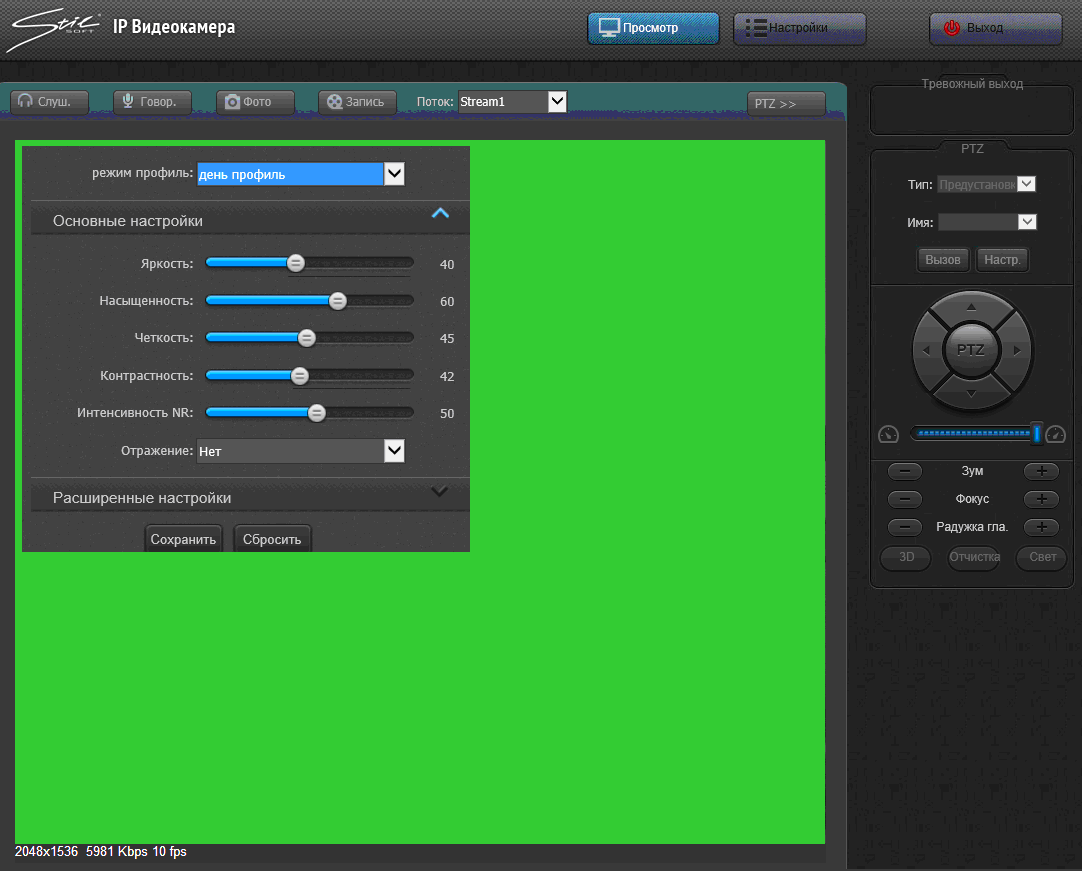 Stil SOFT IP Видеокамера Просмотр Настройки Выход
Слуш. Говор. Фото Запись Поток: Stream1 PTZ >>
режим профиль: день профиль
Основные настройки
Яркость: 40
Насыщенность: 60
Четкость: 45
Контрастность: 42
Интенсивность NR: 50
Отражение: Нет
Расширенные настройки
Сохранить Сбросить
2048x1536 5981 Kbps 10 fps
Тревожный выход
PTZ
Тип: Предустановк
Имя:
Вызов Настр.
PTZ
Зум
Фокус
Радужка гла.
3D Отчистка Свет